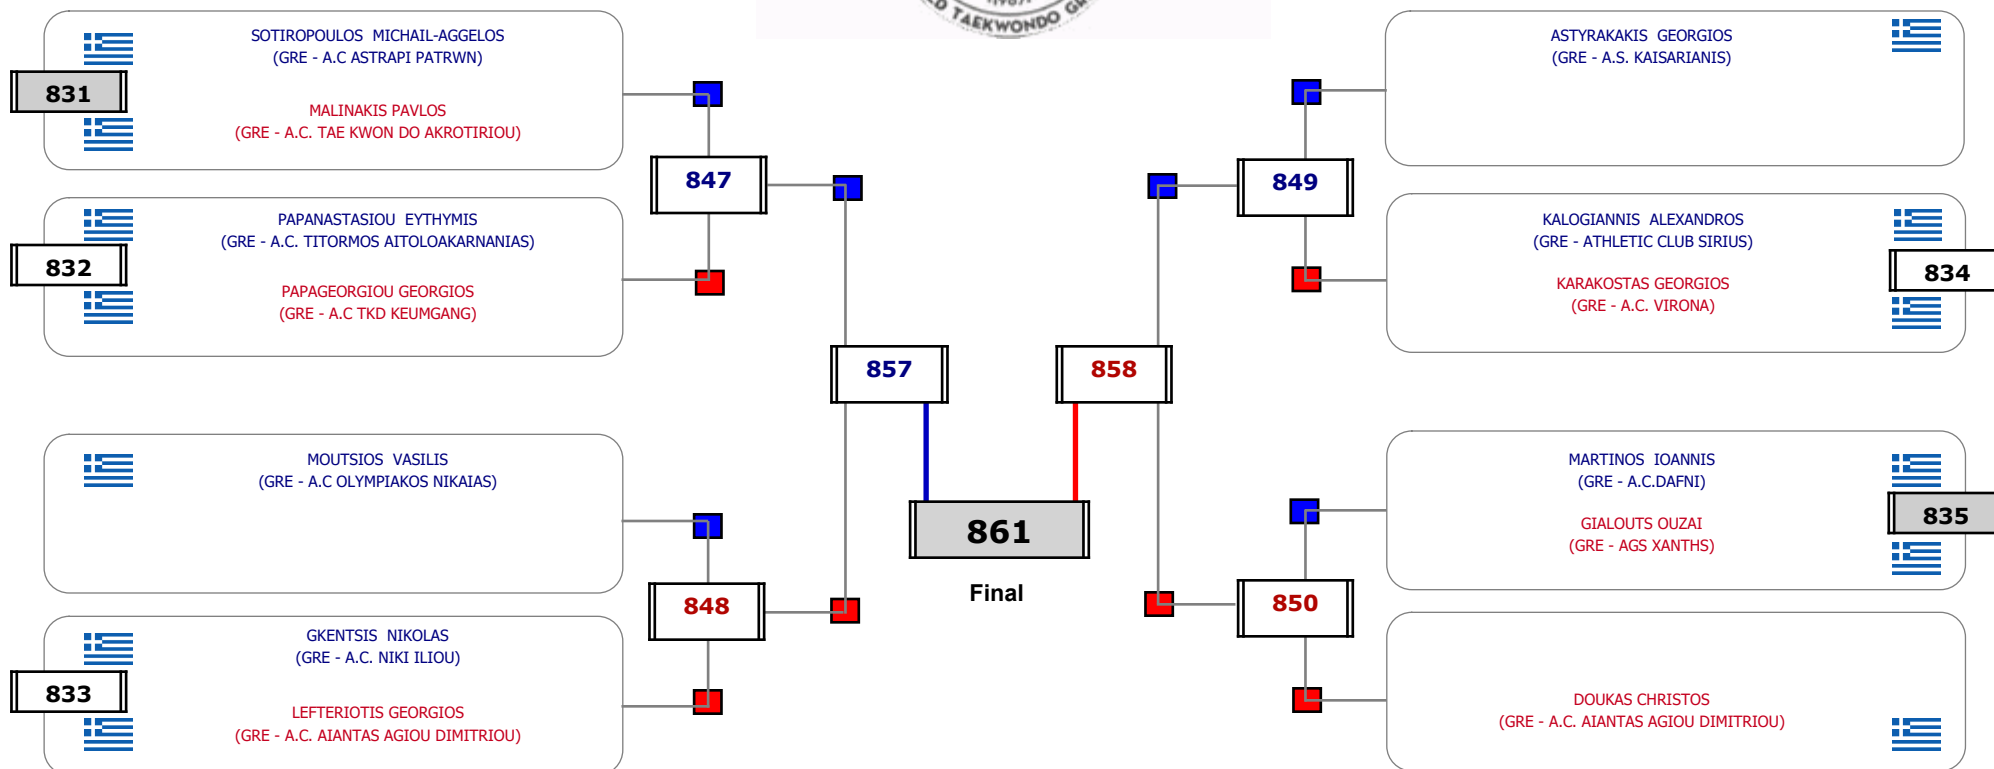 TAEKWONDO
SOTIROPOULOS MICHAIL-AGGELOS
(GRE - A.C ASTRAPI PATRWN)
831
MALINAKIS PAVLOS
(GRE - A.C. TAE KWON DO AKROTIRIOU)
847
PAPANASTASIOU EYTHYMIS
(GRE - A.C. TITORMOS AITOLOAKARNANIAS)
832
PAPAGEORGIOU GEORGIOS
(GRE - A.C TKD KEUMGANG)
857
MOUTSIOS VASILIS
(GRE - A.C OLYMPIAKOS NIKAIAS)
848
GKENTSIS NIKOLAS
(GRE - A.C. NIKI ILIOU)
833
LEFTERIOTIS GEORGIOS
(GRE - A.C. AIANTAS AGIOU DIMITRIOU)
861
Final
ASTYRAKAKIS GEORGIOS
(GRE - A.S. KAISARIANIS)
849
KALOGIANNIS ALEXANDROS
(GRE - ATHLETIC CLUB SIRIUS)
834
KARAKOSTAS GEORGIOS
(GRE - A.C. VIRONA)
858
MARTINOS IOANNIS
(GRE - A.C.DAFNI)
835
GIALOUTS OUZAI
(GRE - AGS XANTHS)
850
DOUKAS CHRISTOS
(GRE - A.C. AIANTAS AGIOU DIMITRIOU)